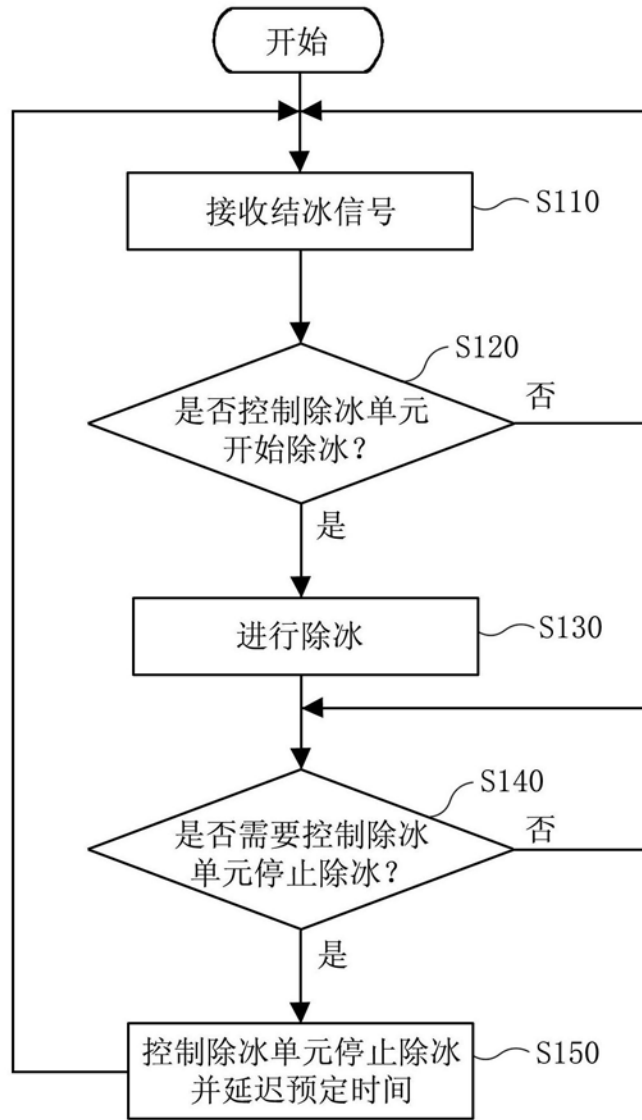 开始
接收结冰信号
S110
S120
是否控制除冰单元
开始除冰？
否
是
进行除冰
S130
S140
是否需要控制除冰
单元停止除冰？
否
是
控制除冰单元停止除冰
并延迟预定时间
S150